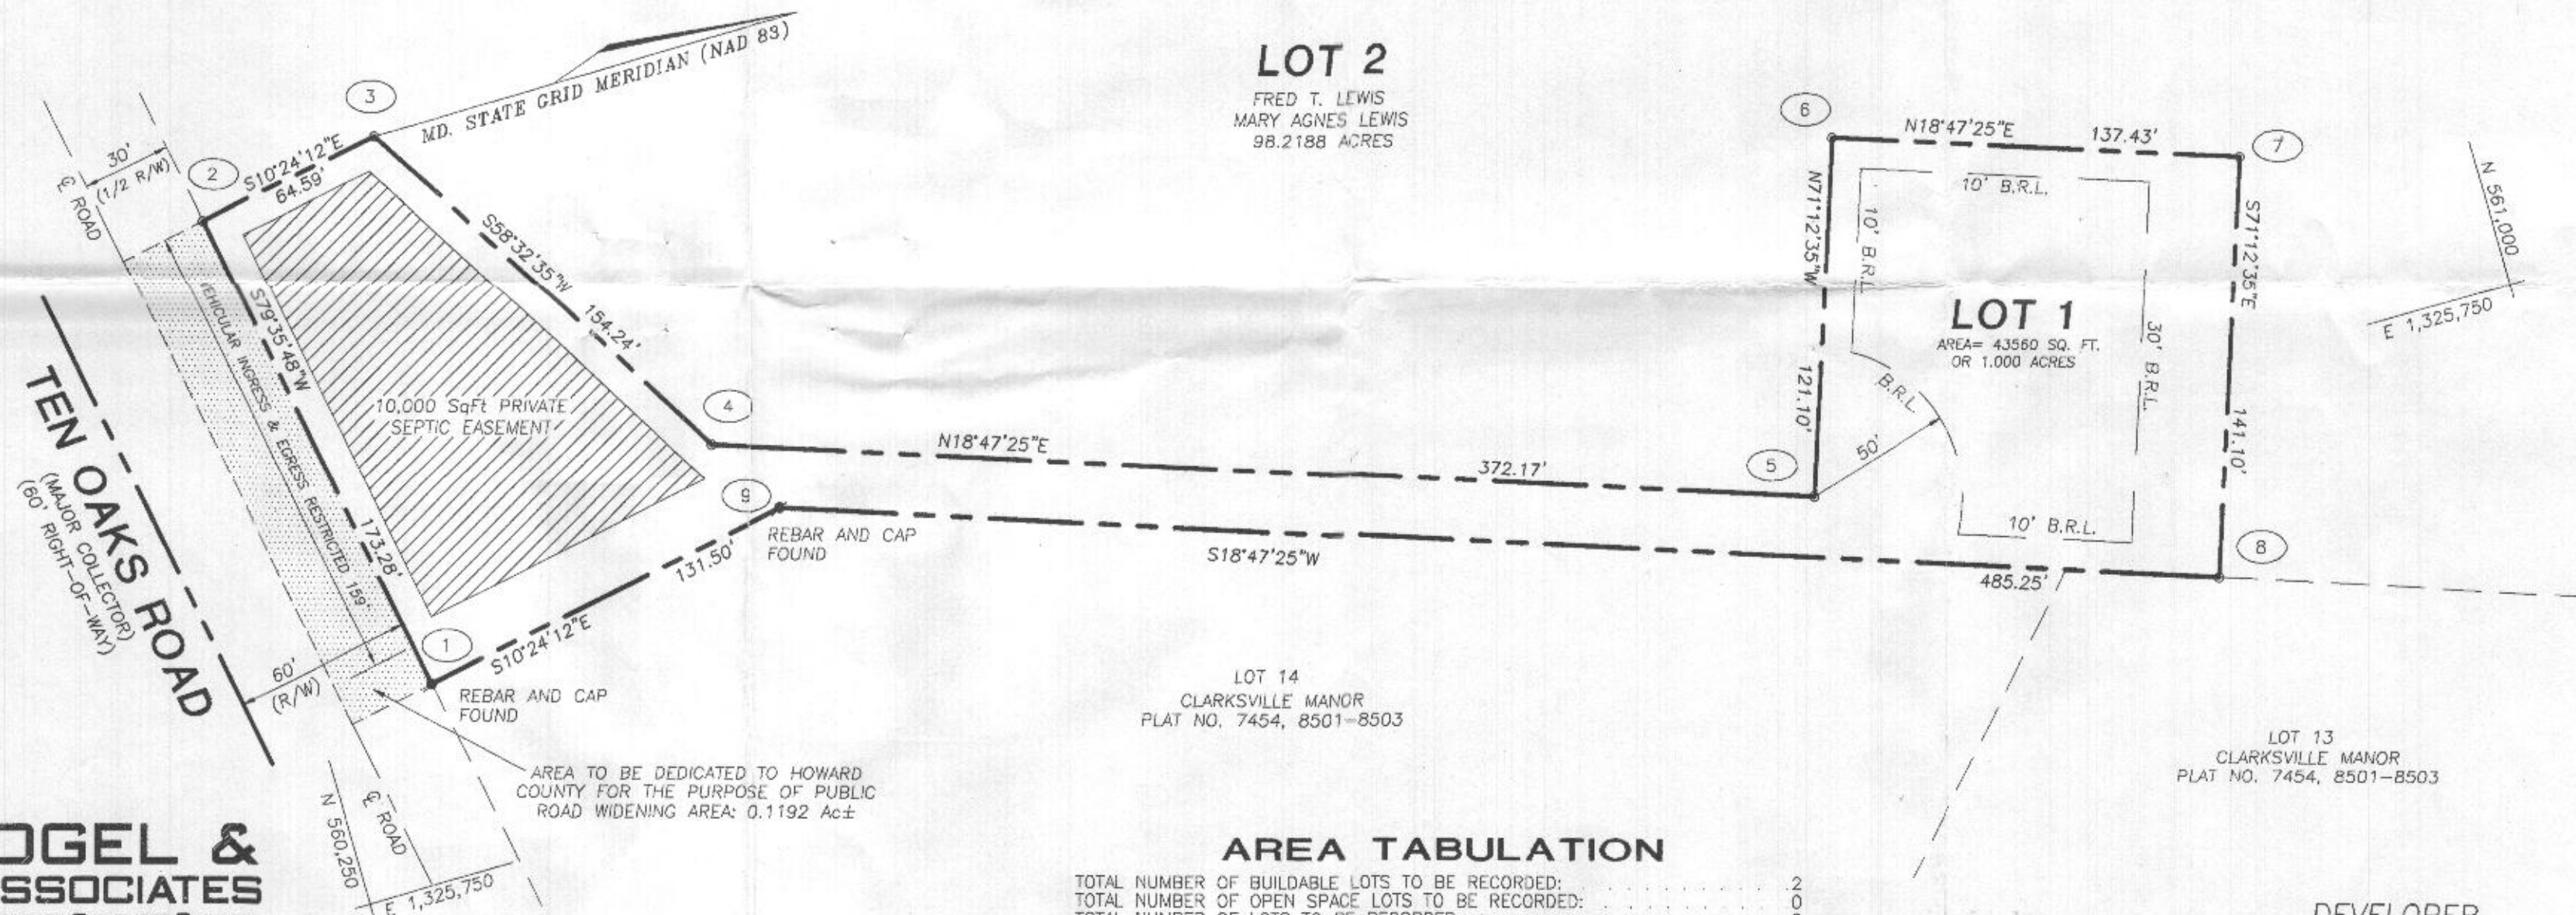 MD. STATE GRID MERIDIAN (NAD 83)
LOT 2
FRED T. LEWIS
MARY AGNES LEWIS
98.2188 ACRES
3
2
30'
(1/2 R/W)
℄ ROAD
S10°24'12"E
64.59'
S58°32'35"W
154.24'
S79°35'48"W
173.28'
VEHICULAR INGRESS & EGRESS RESTRICTED 159'
10,000 SqFt PRIVATE
SEPTIC EASEMENT
TEN OAKS ROAD
(MAJOR COLLECTOR)
(60' RIGHT-OF-WAY)
4
N18°47'25"E
372.17'
5
9
REBAR AND CAP
FOUND
131.50'
S10°24'12"E
1
REBAR AND CAP
FOUND
60'
(R/W)
S18°47'25"W
485.25'
6
N18°47'25"E
137.43'
7
N71°12'35"W
121.10'
10' B.R.L.
10' B.R.L.
LOT 1
AREA= 43560 SQ. FT.
OR 1.000 ACRES
30' B.R.L.
B.R.L.
50'
10' B.R.L.
S71°12'35"E
141.10'
8
N 561,000
E 1,325,750
LOT 14
CLARKSVILLE MANOR
PLAT NO. 7454, 8501-8503
LOT 13
CLARKSVILLE MANOR
PLAT NO. 7454, 8501-8503
AREA TO BE DEDICATED TO HOWARD
COUNTY FOR THE PURPOSE OF PUBLIC
ROAD WIDENING AREA: 0.1192 Ac±
N 560,250
℄ ROAD
E 1,325,750
OGEL &
SSOCIATES
AREA TABULATION
TOTAL NUMBER OF BUILDABLE LOTS TO BE RECORDED: . . . . . . . . . . . 2
TOTAL NUMBER OF OPEN SPACE LOTS TO BE RECORDED: . . . . . . . . . . 0
TOTAL NUMBER OF LOTS TO BE RECORDED
DEVELOPER